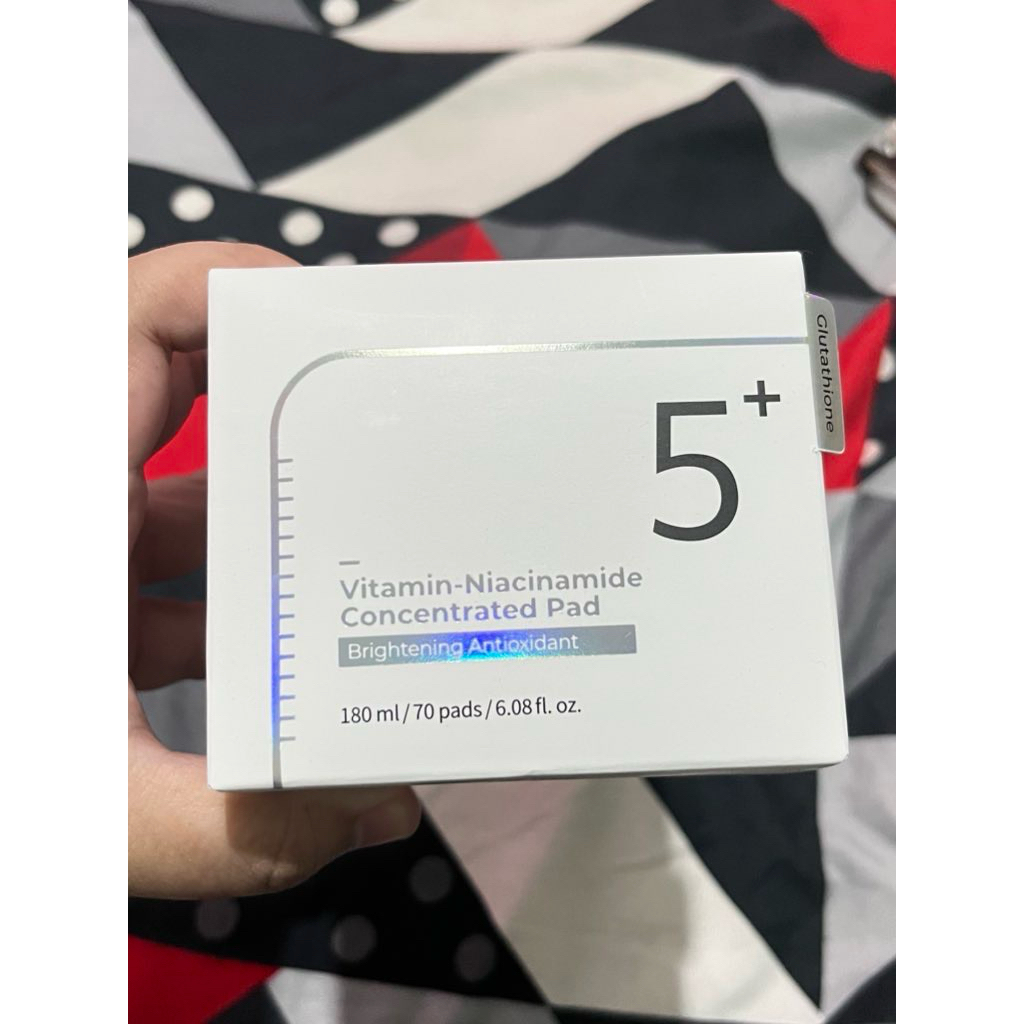 Glutathione
5+
Vitamin-Niacinamide
Concentrated Pad
Brightening Antioxidant
180 ml / 70 pads / 6.08 fl. oz.